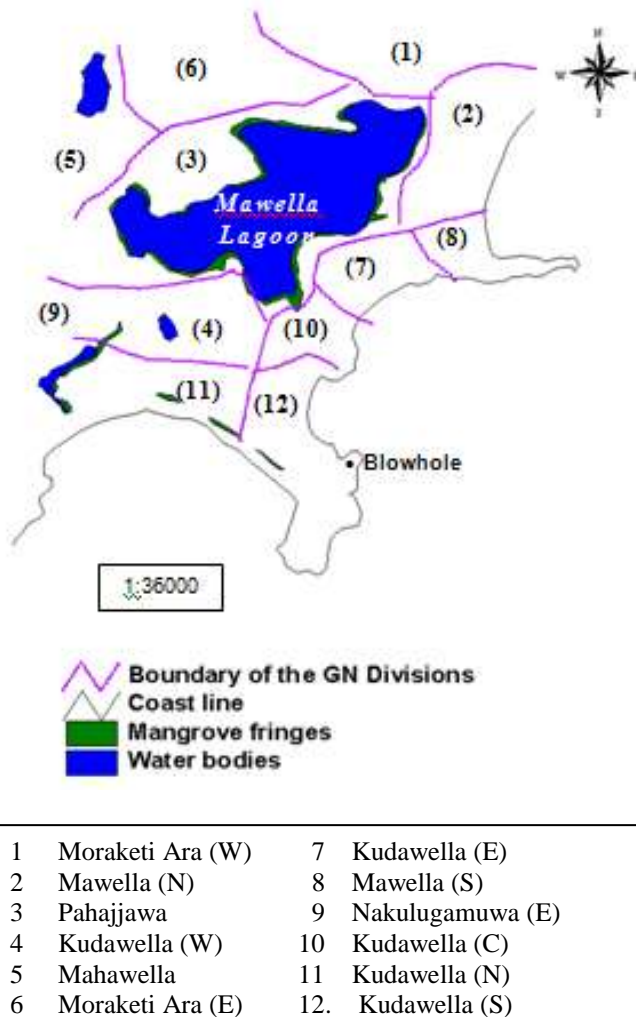 (1)
(6)
N
W
(2)
(5)
(3)
Mawella
Lagoon
(8)
(7)
(9)
(4)
(10)
(11)
(12)
Blowhole
1:36000
Boundary of the GN Divisions
Coast line
Mangrove fringes
Water bodies
1 Moraketi Ara (W) 7 Kudawella (E)
2 Mawella (N) 8 Mawella (S)
3 Pahajjawa 9 Nakulugamuwa (E)
4 Kudawella (W) 10 Kudawella (C)
5 Mahawella 11 Kudawella (N)
6 Moraketi Ara (E) 12. Kudawella (S)